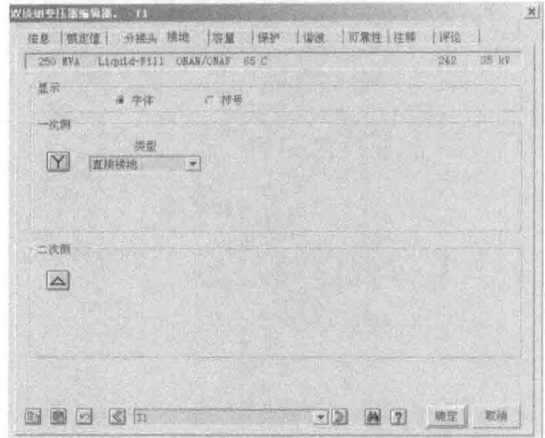 双绕组变压器编辑器. T1
信息 额定值 分接头 接地 容量 保护 谐波 可靠性 注释 评论
250 KVA Liquid-Fill ONAN/ONAF 65 C 242 35 kV
显示
字体 符号
一次侧
类型
Y 直接接地
二次侧
T1 ? 确定 取消